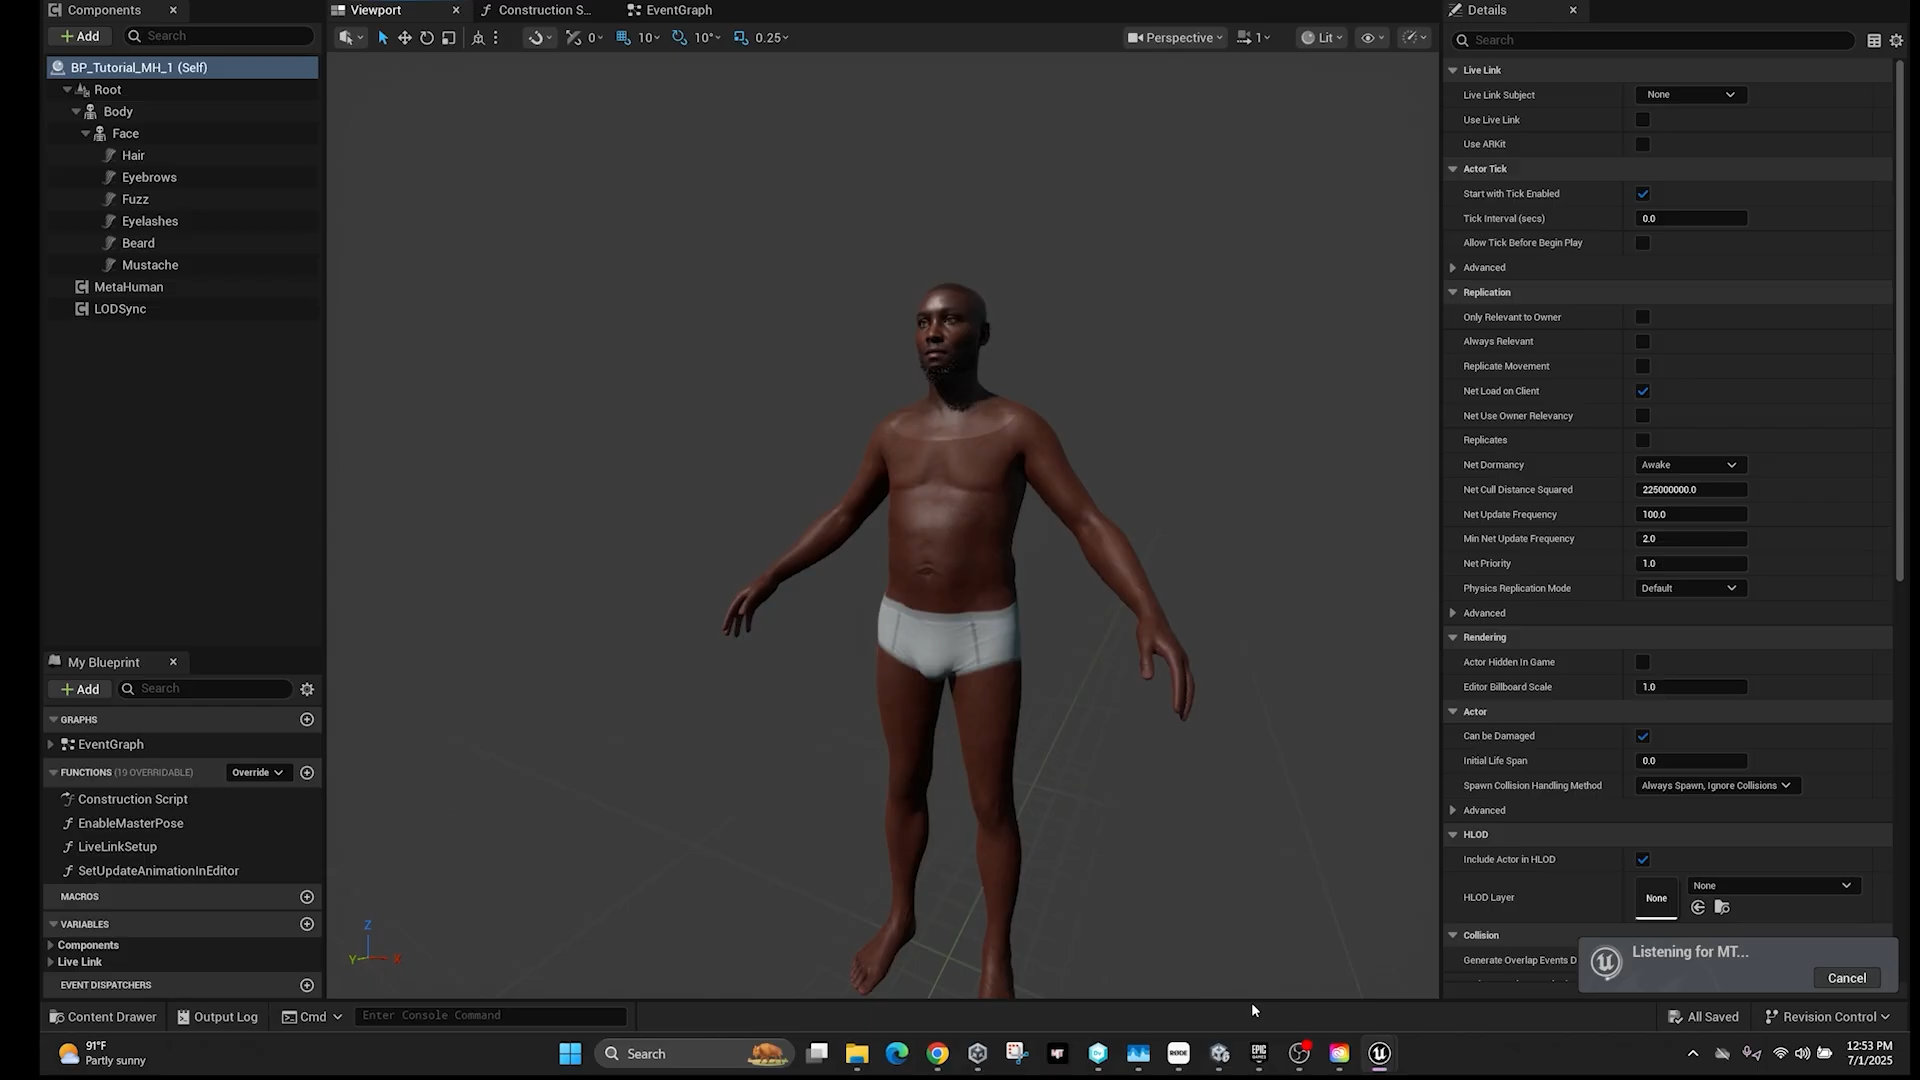 Components
Add
Search
BP_Tutorial_MH_1 (Self)
Root
Body
Face
Hair
Eyebrows
Fuzz
Eyelashes
Beard
Mustache
MetaHuman
LODSync
My Blueprint
Add
Search
GRAPHS
EventGraph
FUNCTIONS (19 OVERRIDABLE)
Override
Construction Script
EnableMasterPose
LiveLinkSetup
SetUpdateAnimationInEditor
MACROS
VARIABLES
Components
Live Link
EVENT DISPATCHERS
Viewport
Construction S...
EventGraph
0
10
10°
0.25
Perspective
1
Lit
Z
Y
X
Details
Search
Live Link
Live Link Subject
None
Use Live Link
Use ARKit
Actor Tick
Start with Tick Enabled
Tick Interval (secs)
0.0
Allow Tick Before Begin Play
Advanced
Replication
Only Relevant to Owner
Always Relevant
Replicate Movement
Net Load on Client
Net Use Owner Relevancy
Replicates
Net Dormancy
Awake
Net Cull Distance Squared
225000000.0
Net Update Frequency
100.0
Min Net Update Frequency
2.0
Net Priority
1.0
Physics Replication Mode
Default
Advanced
Rendering
Actor Hidden In Game
Editor Billboard Scale
1.0
Actor
Can be Damaged
Initial Life Span
0.0
Spawn Collision Handling Method
Always Spawn, Ignore Collisions
Advanced
HLOD
Include Actor in HLOD
HLOD Layer
None
None
Collision
Generate Overlap Events D
Listening for MT...
Cancel
Content Drawer
Output Log
Cmd
Enter Console Command
All Saved
Revision Control
91°F
Partly sunny
Search
MT
Dv
RØDE
EPIC GAMES
12:53 PM
7/1/2025